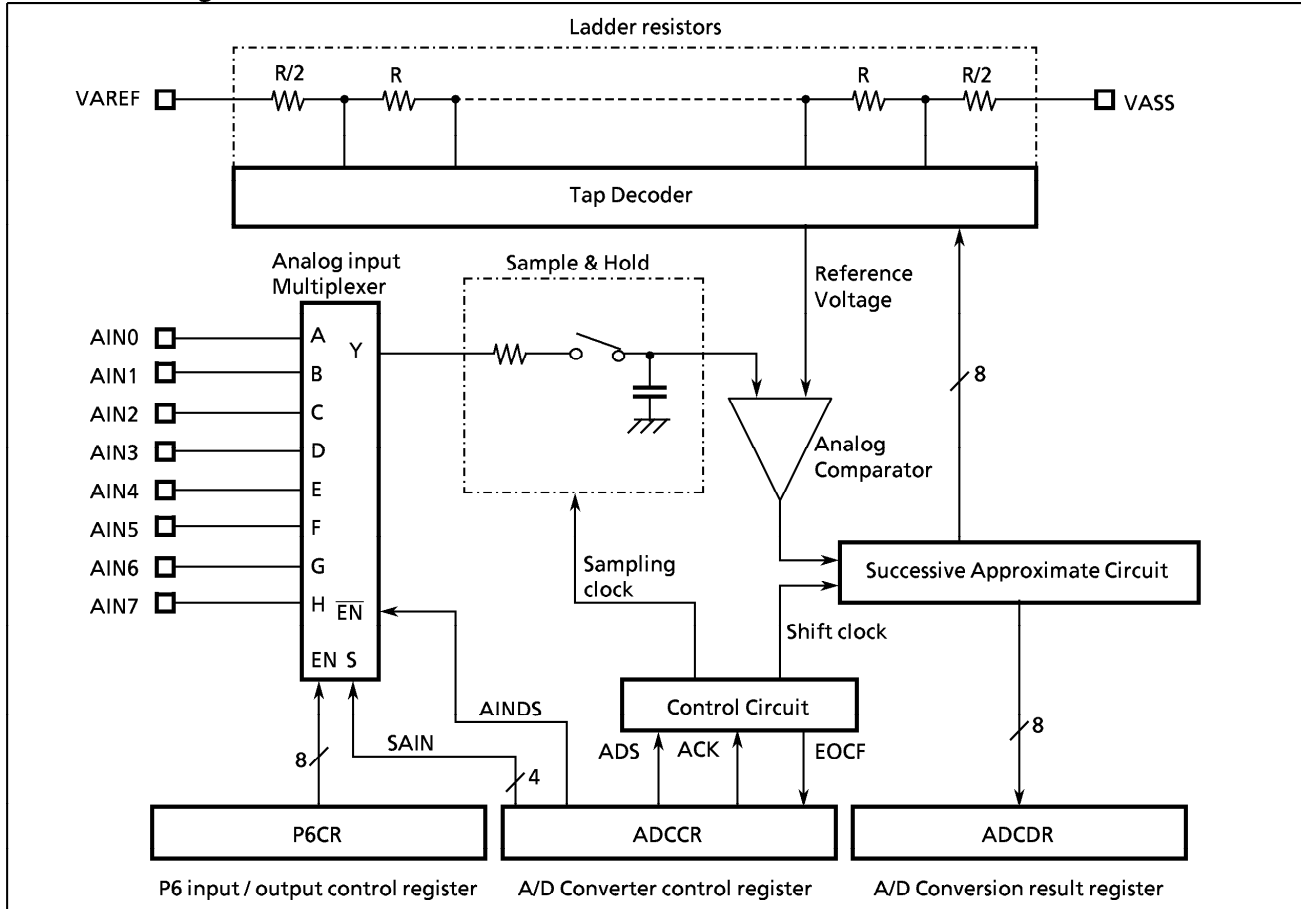 Ladder resistors
R/2
R
R
R/2
VAREF
VASS
Tap Decoder
Analog input
Multiplexer
Sample & Hold
Reference
Voltage
AIN0
A
Y
AIN1
B
8
AIN2
C
AIN3
D
Analog
Comparator
AIN4
E
AIN5
F
AIN6
G
Sampling
clock
Successive Approximate Circuit
AIN7
H
EN
Shift clock
EN S
AINDS
Control Circuit
SAIN
ADS
ACK
EOCF
8
8
4
P6CR
ADCCR
ADCDR
P6 input / output control register
A/D Converter control register
A/D Conversion result register